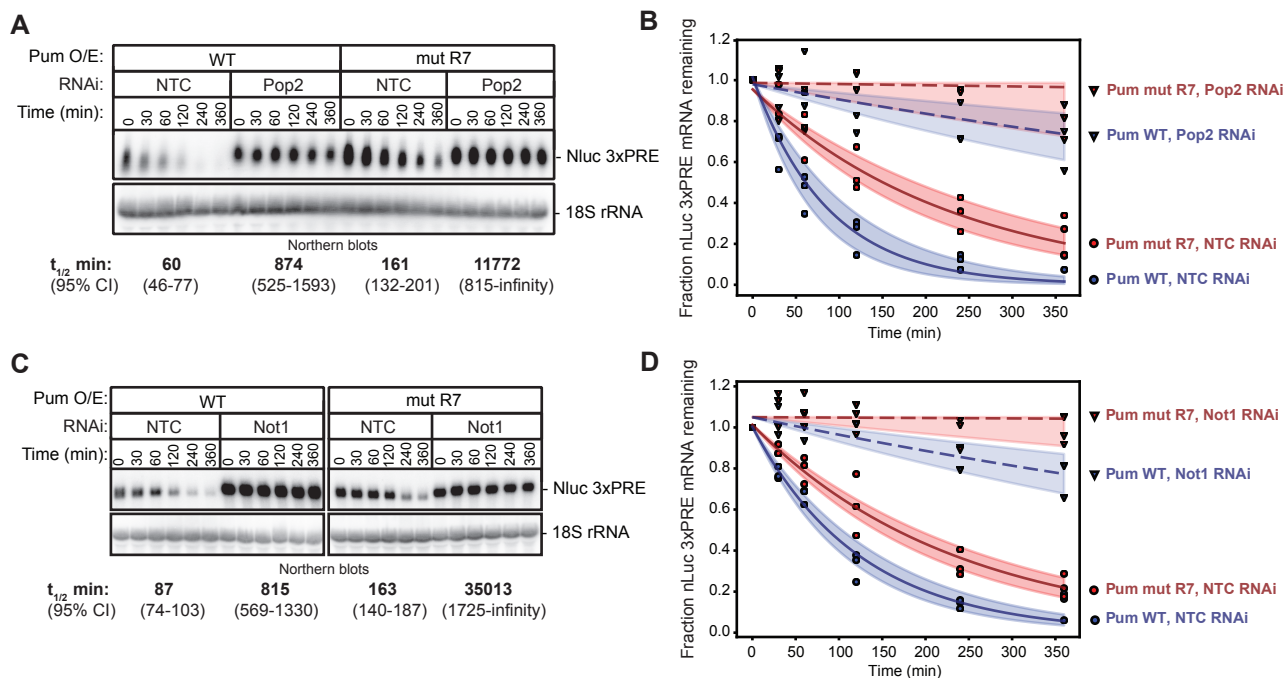 A
Pum O/E: WT mut R7
RNAi: NTC Pop2 NTC Pop2
Time (min): 0 30 60 120 240 360 0 30 60 120 240 360 0 30 60 120 240 360 0 30 60 120 240 360
Nluc 3xPRE
18S rRNA
Northern blots
t1/2 min: 60 874 161 11772
(95% CI) (46-77) (525-1593) (132-201) (815-infinity)
B
Fraction nLuc 3xPRE mRNA remaining
1.2
1.0
0.8
0.6
0.4
0.2
0.0
0 50 100 150 200 250 300 350
Time (min)
Pum mut R7, Pop2 RNAi
Pum WT, Pop2 RNAi
Pum mut R7, NTC RNAi
Pum WT, NTC RNAi
C
Pum O/E: WT mut R7
RNAi: NTC Not1 NTC Not1
Time (min): 0 30 60 120 240 360 0 30 60 120 240 360 0 30 60 120 240 360 0 30 60 120 240 360
Nluc 3xPRE
18S rRNA
Northern blots
t1/2 min: 87 815 163 35013
(95% CI) (74-103) (569-1330) (140-187) (1725-infinity)
D
Fraction nLuc 3xPRE mRNA remaining
1.2
1.0
0.8
0.6
0.4
0.2
0.0
0 50 100 150 200 250 300 350
Time (min)
Pum mut R7, Not1 RNAi
Pum WT, Not1 RNAi
Pum mut R7, NTC RNAi
Pum WT, NTC RNAi